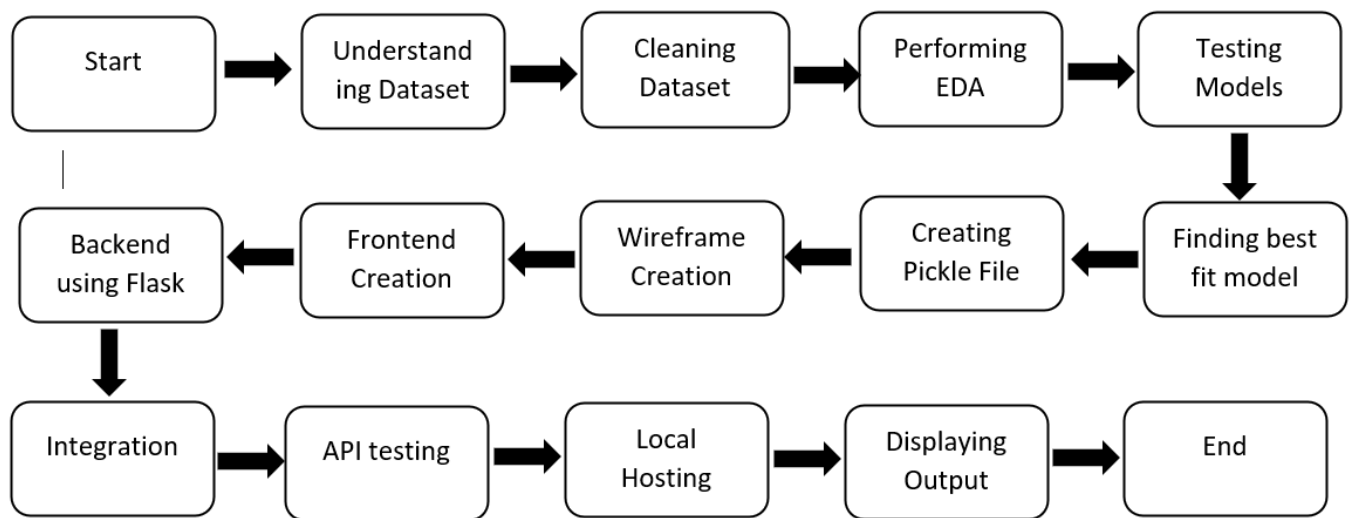 Start
Understand
ing Dataset
Cleaning
Dataset
Performing
EDA
Testing
Models
Finding best
fit model
Creating
Pickle File
Wireframe
Creation
Frontend
Creation
Backend
using Flask
Integration
API testing
Local
Hosting
Displaying
Output
End